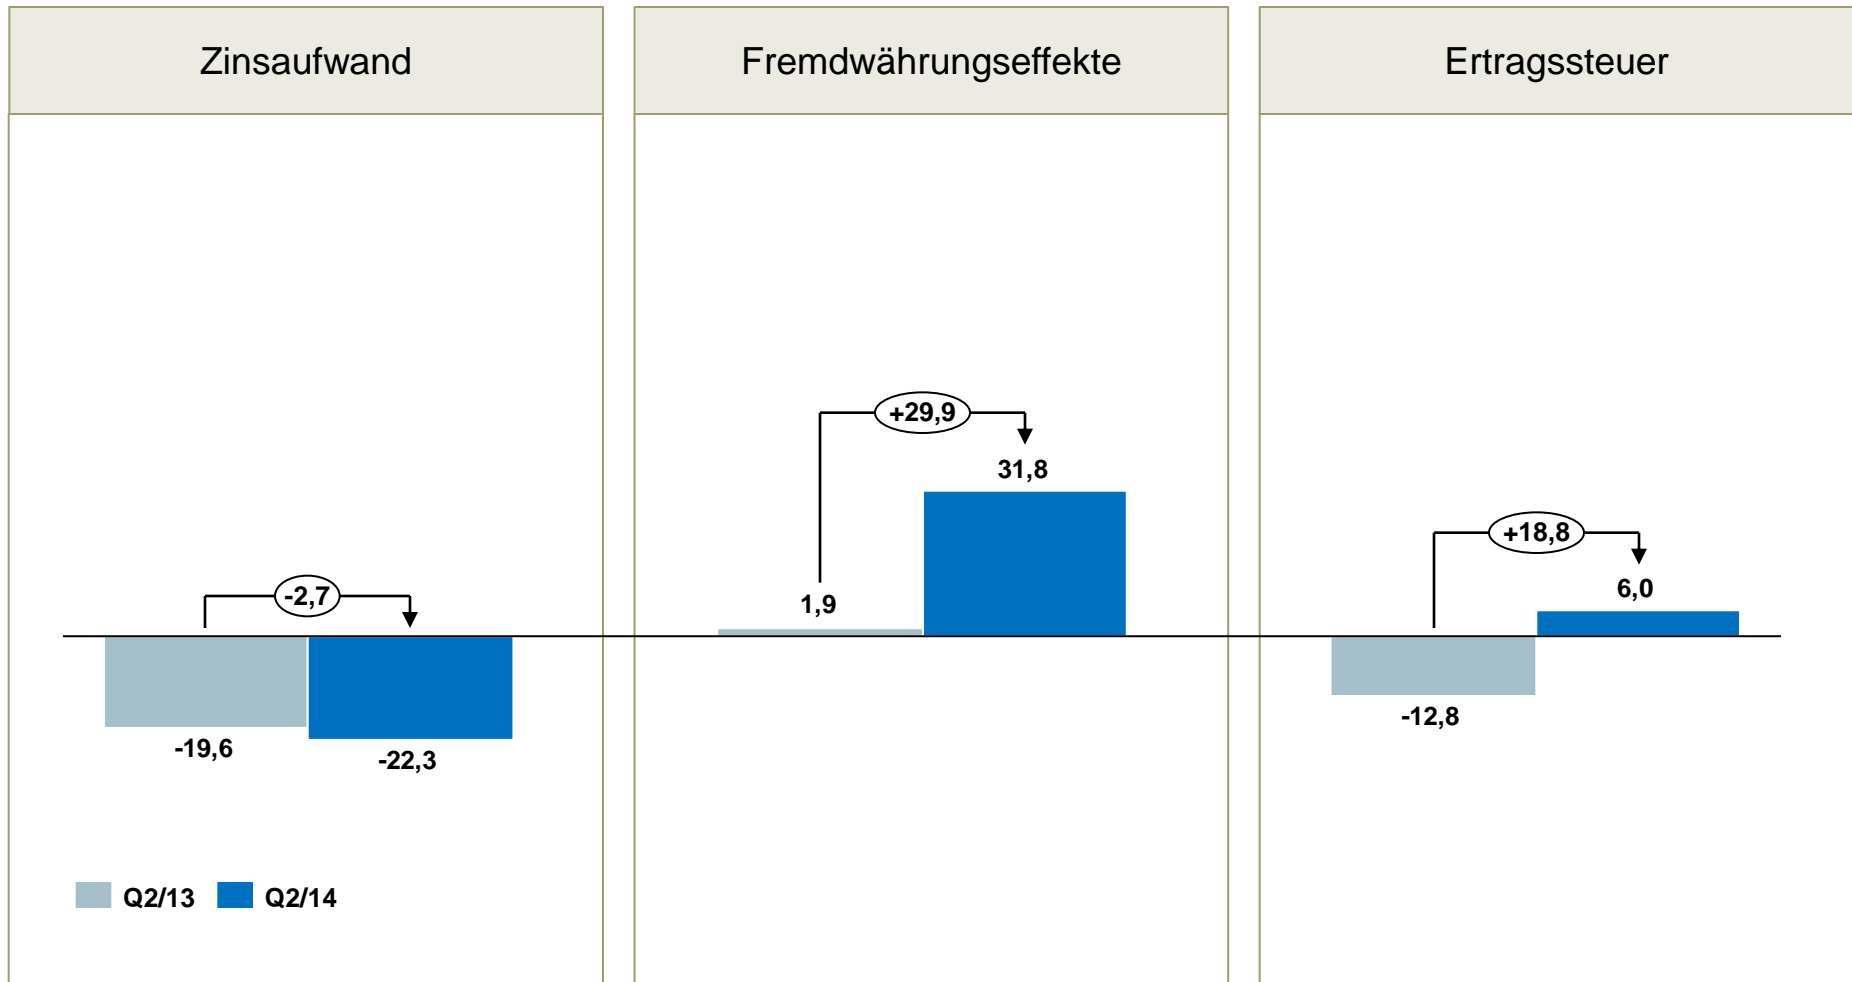 Zinsaufwand
-2,7
-19,6
-22,3
Q2/13
Q2/14
Fremdwährungseffekte
+29,9
31,8
1,9
Ertragssteuer
+18,8
6,0
-12,8